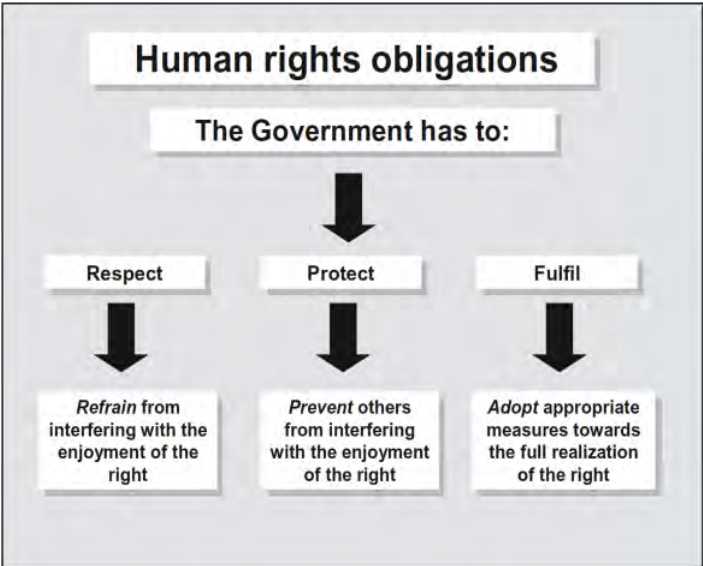 Human rights obligations
The Government has to:
Respect
Protect
Fulfil
Refrain from
interfering with the
enjoyment of the
right
Prevent others
from interfering
with the enjoyment
of the right
Adopt appropriate
measures towards
the full realization
of the right